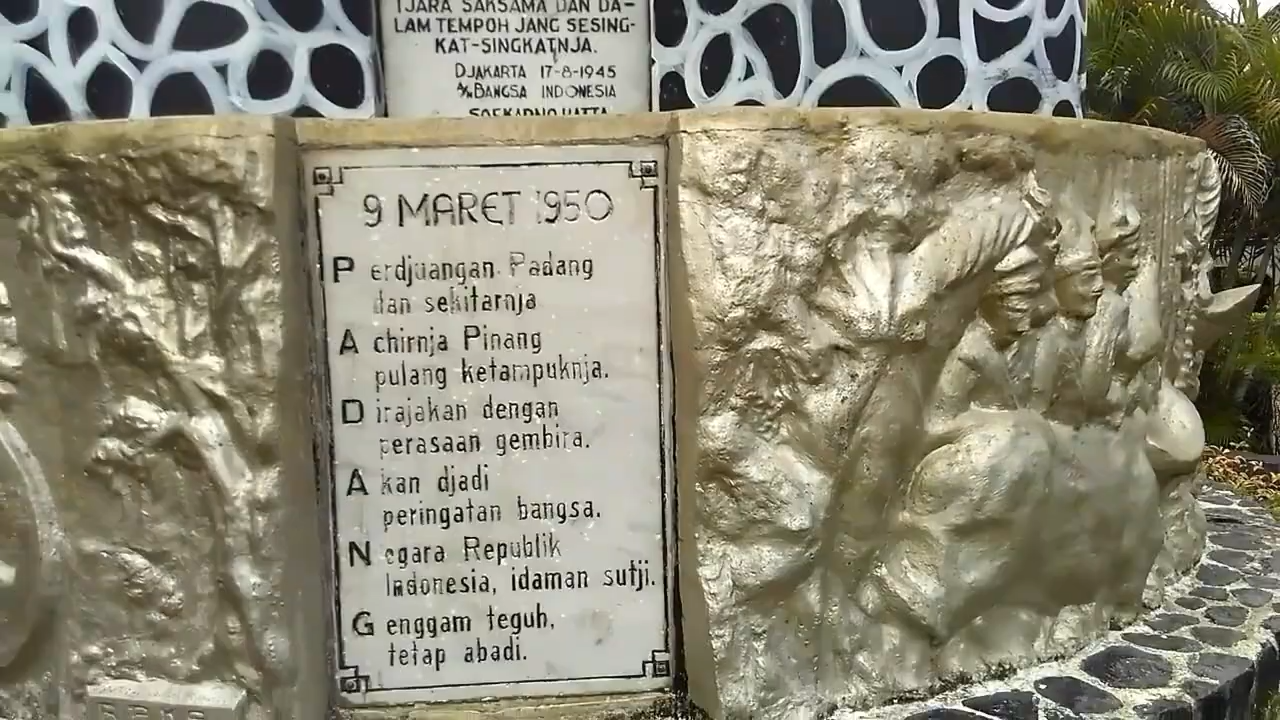 TJARA SAKSAMA DAN DA-
LAM TEMPOH JANG SESING-
KAT-SINGKATNJA.
DJAKARTA 17-8-1945
A/N BANGSA INDONESIA
SOEKARNO HATTA
9 MARET 1950
Perdjuangan Padang
dan sekitarnja
Achirnja Pinang
pulang ketampuknja.
Dirajakan dengan
perasaan gembira.
Akan djadi
peringatan bangsa.
Negara Republik
Indonesia, idaman sutji.
Genggam teguh,
tetap abadi.